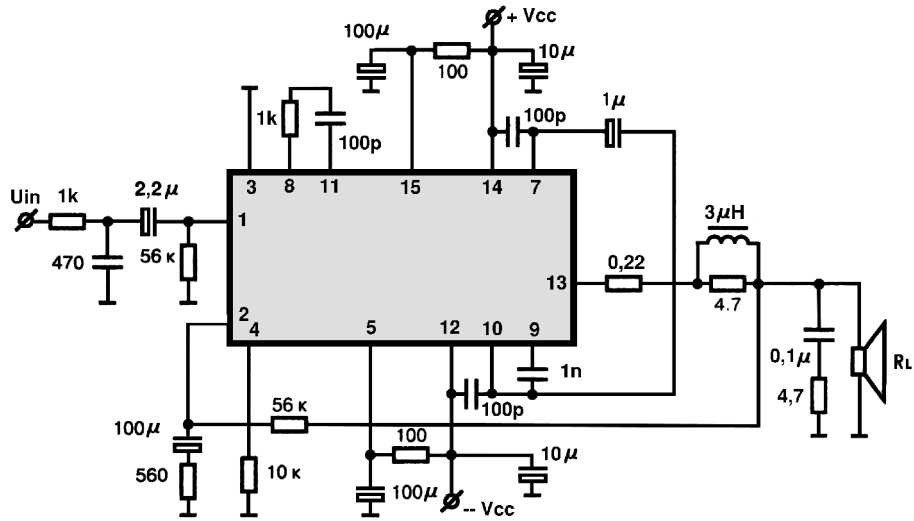 + Vcc
100µ
10µ
100
1k
100p
100p
1µ
3 8 11 15 14 7
Uin
1k
2,2µ
1
470
56 к
3µH
0,22
13
4.7
2
4 5 12 10 9
0,1µ
RL
1n
4,7
100p
56 к
100µ
100
10µ
560
10 к
100µ
-- Vcc